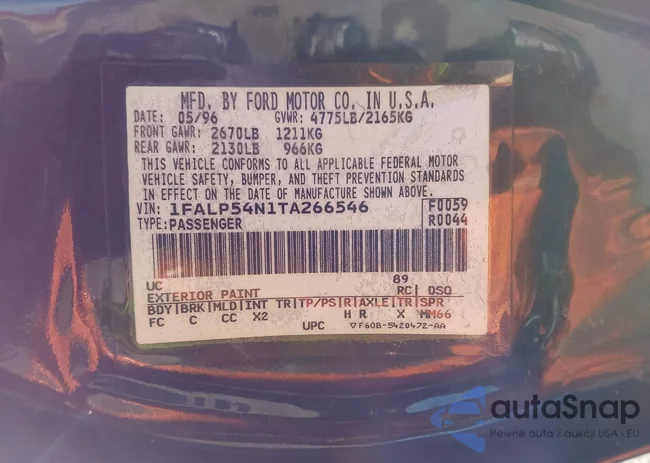 MFD. BY FORD MOTOR CO. IN U.S.A.
DATE: 05/96 GVWR: 4775LB/2165KG
FRONT GAWR: 2670LB 1211KG
REAR GAWR: 2130LB 966KG
THIS VEHICLE CONFORMS TO ALL APPLICABLE FEDERAL MOTOR
VEHICLE SAFETY, BUMPER, AND THEFT PREVENTION STANDARDS
IN EFFECT ON THE DATE OF MANUFACTURE SHOWN ABOVE.
VIN: 1FALP54N1TA266546 F0059
TYPE: PASSENGER R0044
UC 89
EXTERIOR PAINT RC DSO
BDY BRK MLD INT TR TP/PS R AXLE TR SPR
FC C CC X2 H R X MM66
UPC F60B-5420472-AA
autaSnap
Pewne auta z aukcji USA • EU